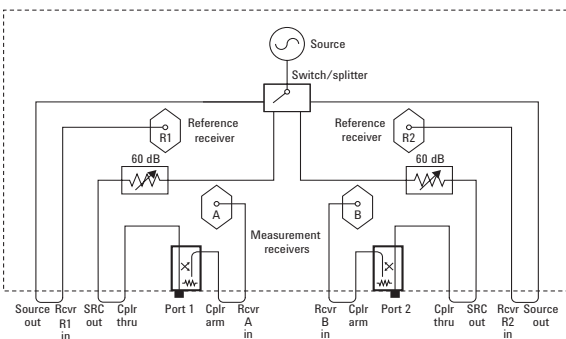 Source
Switch/splitter
Reference
receiver
R1
Reference
receiver
R2
60 dB
60 dB
A
B
Measurement
receivers
Source
out
Rcvr
R1
in
SRC
out
Cplr
thru
Port 1
Cplr
arm
Rcvr
A
in
Rcvr
B
in
Cplr
arm
Port 2
Cplr
thru
SRC
out
Rcvr
R2
in
Source
out